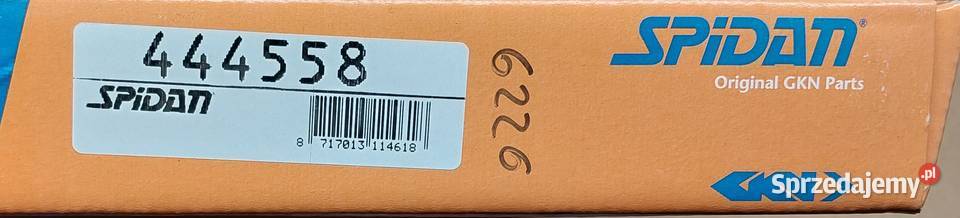 444558
SPiDAN
8 717013 114618
6226
SPiDAN®
Original GKN Parts
GKN
Sprzedajemy.pl